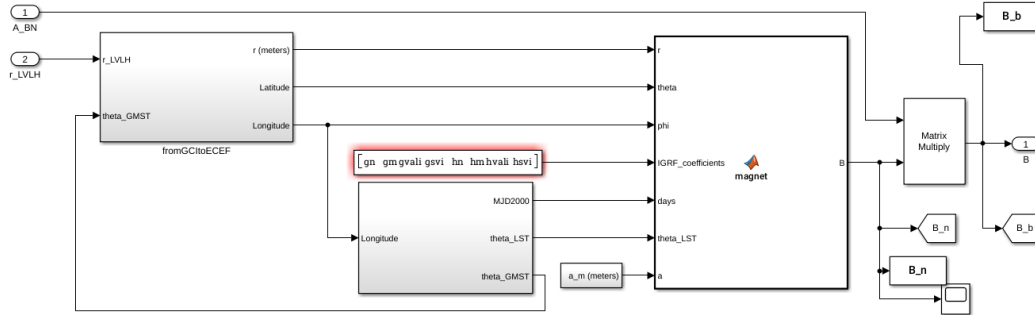 1
A_BN
2
r_LVLH
r_LVLH
theta_GMST
r (meters)
Latitude
Longitude
fromGCItoECEF
[gn gm gvali gsvi hn hm hvali hsvi]
Longitude
MJD2000
theta_LST
theta_GMST
a_m (meters)
r
theta
phi
IGRF_coefficients
days
theta_LST
a
magnet
B
Matrix
Multiply
B_b
1
B
B_n
B_b
B_n